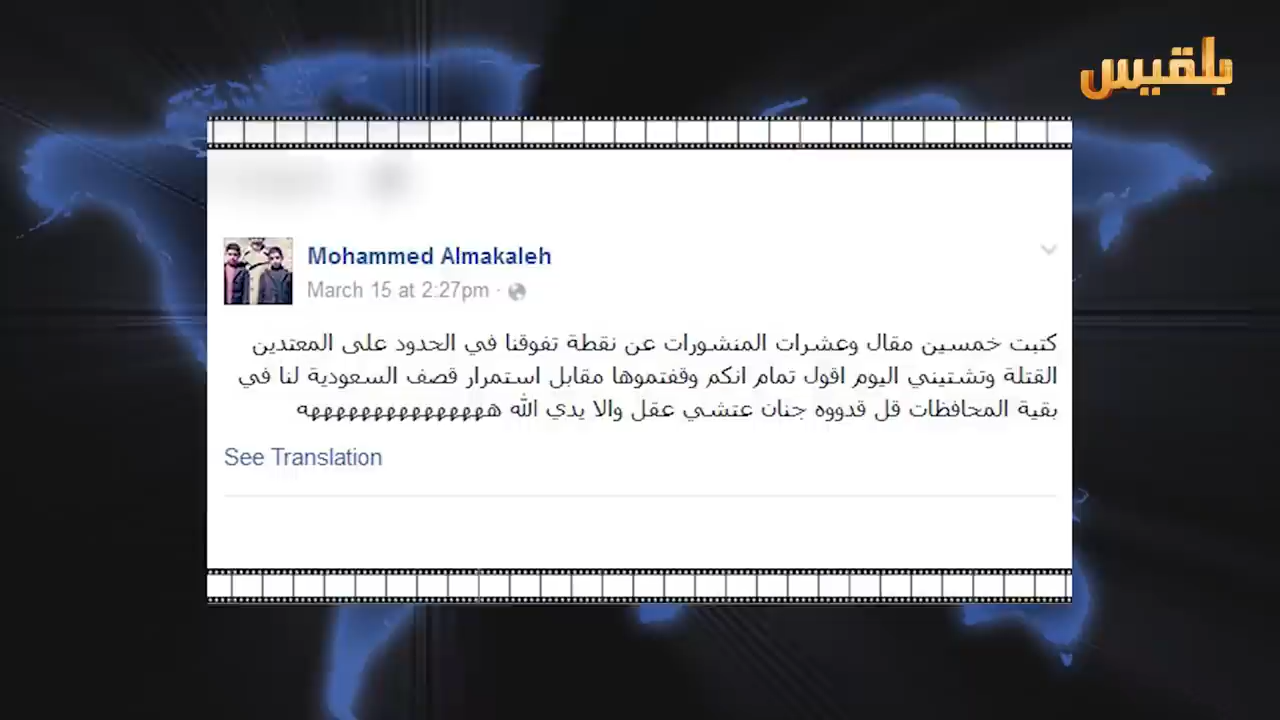 بلقيس
Mohammed Almakaleh
March 15 at 2:27pm ·
كتبت خمسين مقال وعشرات المنشورات عن نقطة تفوقنا في الحدود على المعتدين
القتلة وتشتيني اليوم اقول تمام انكم وقفتموها مقابل استمرار قصف السعودية لنا في
بقية المحافظات قل قدووه جنان عتشي عقل والا يدي الله هههههههههههههههه
See Translation